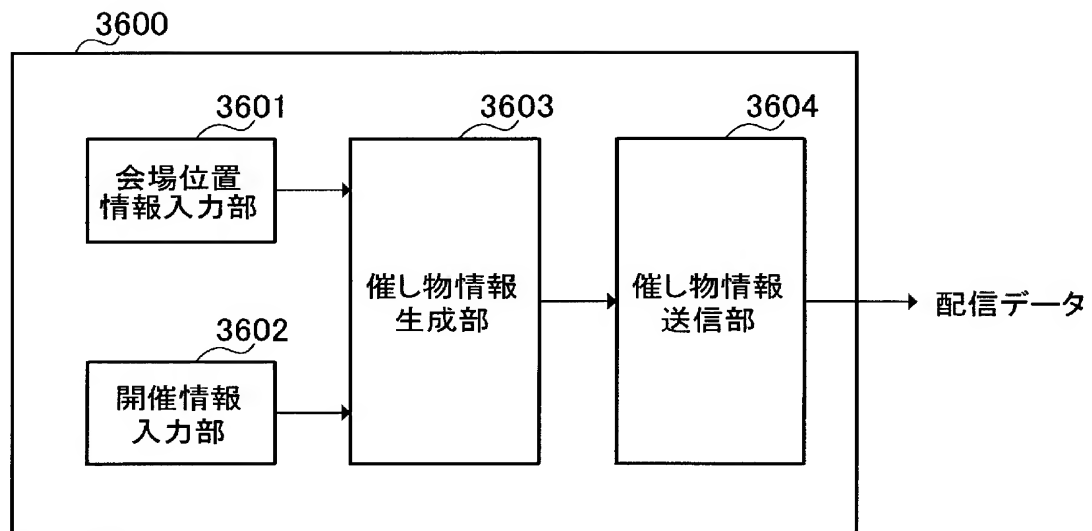 3600
3601
会場位置
情報入力部
3602
開催情報
入力部
3603
催し物情報
生成部
3604
催し物情報
送信部
配信データ